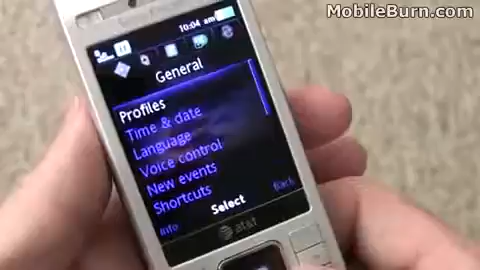 MobileBurn.com
10:04 am
General
Profiles
Time & date
Language
Voice control
New events
Shortcuts
Info Select Back
at&t